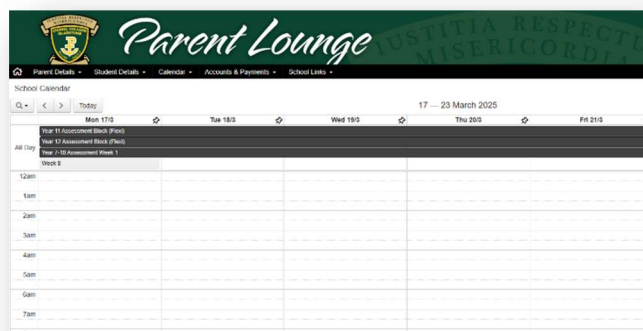 Parent Lounge
IUSTITIA RESPECT
MISERICORDIA
Parent Details
Student Details
Calendar
Accounts & Payments
School Links
School Calendar
Today
17 — 23 March 2025
Mon 17/3
Tue 18/3
Wed 19/3
Thu 20/3
Fri 21/3
All Day
Year 11 Assessment Block (Flexi)
Year 12 Assessment Block (Flexi)
Year 7-10 Assessment Week 1
Week 8
12am
1am
2am
3am
4am
5am
6am
7am